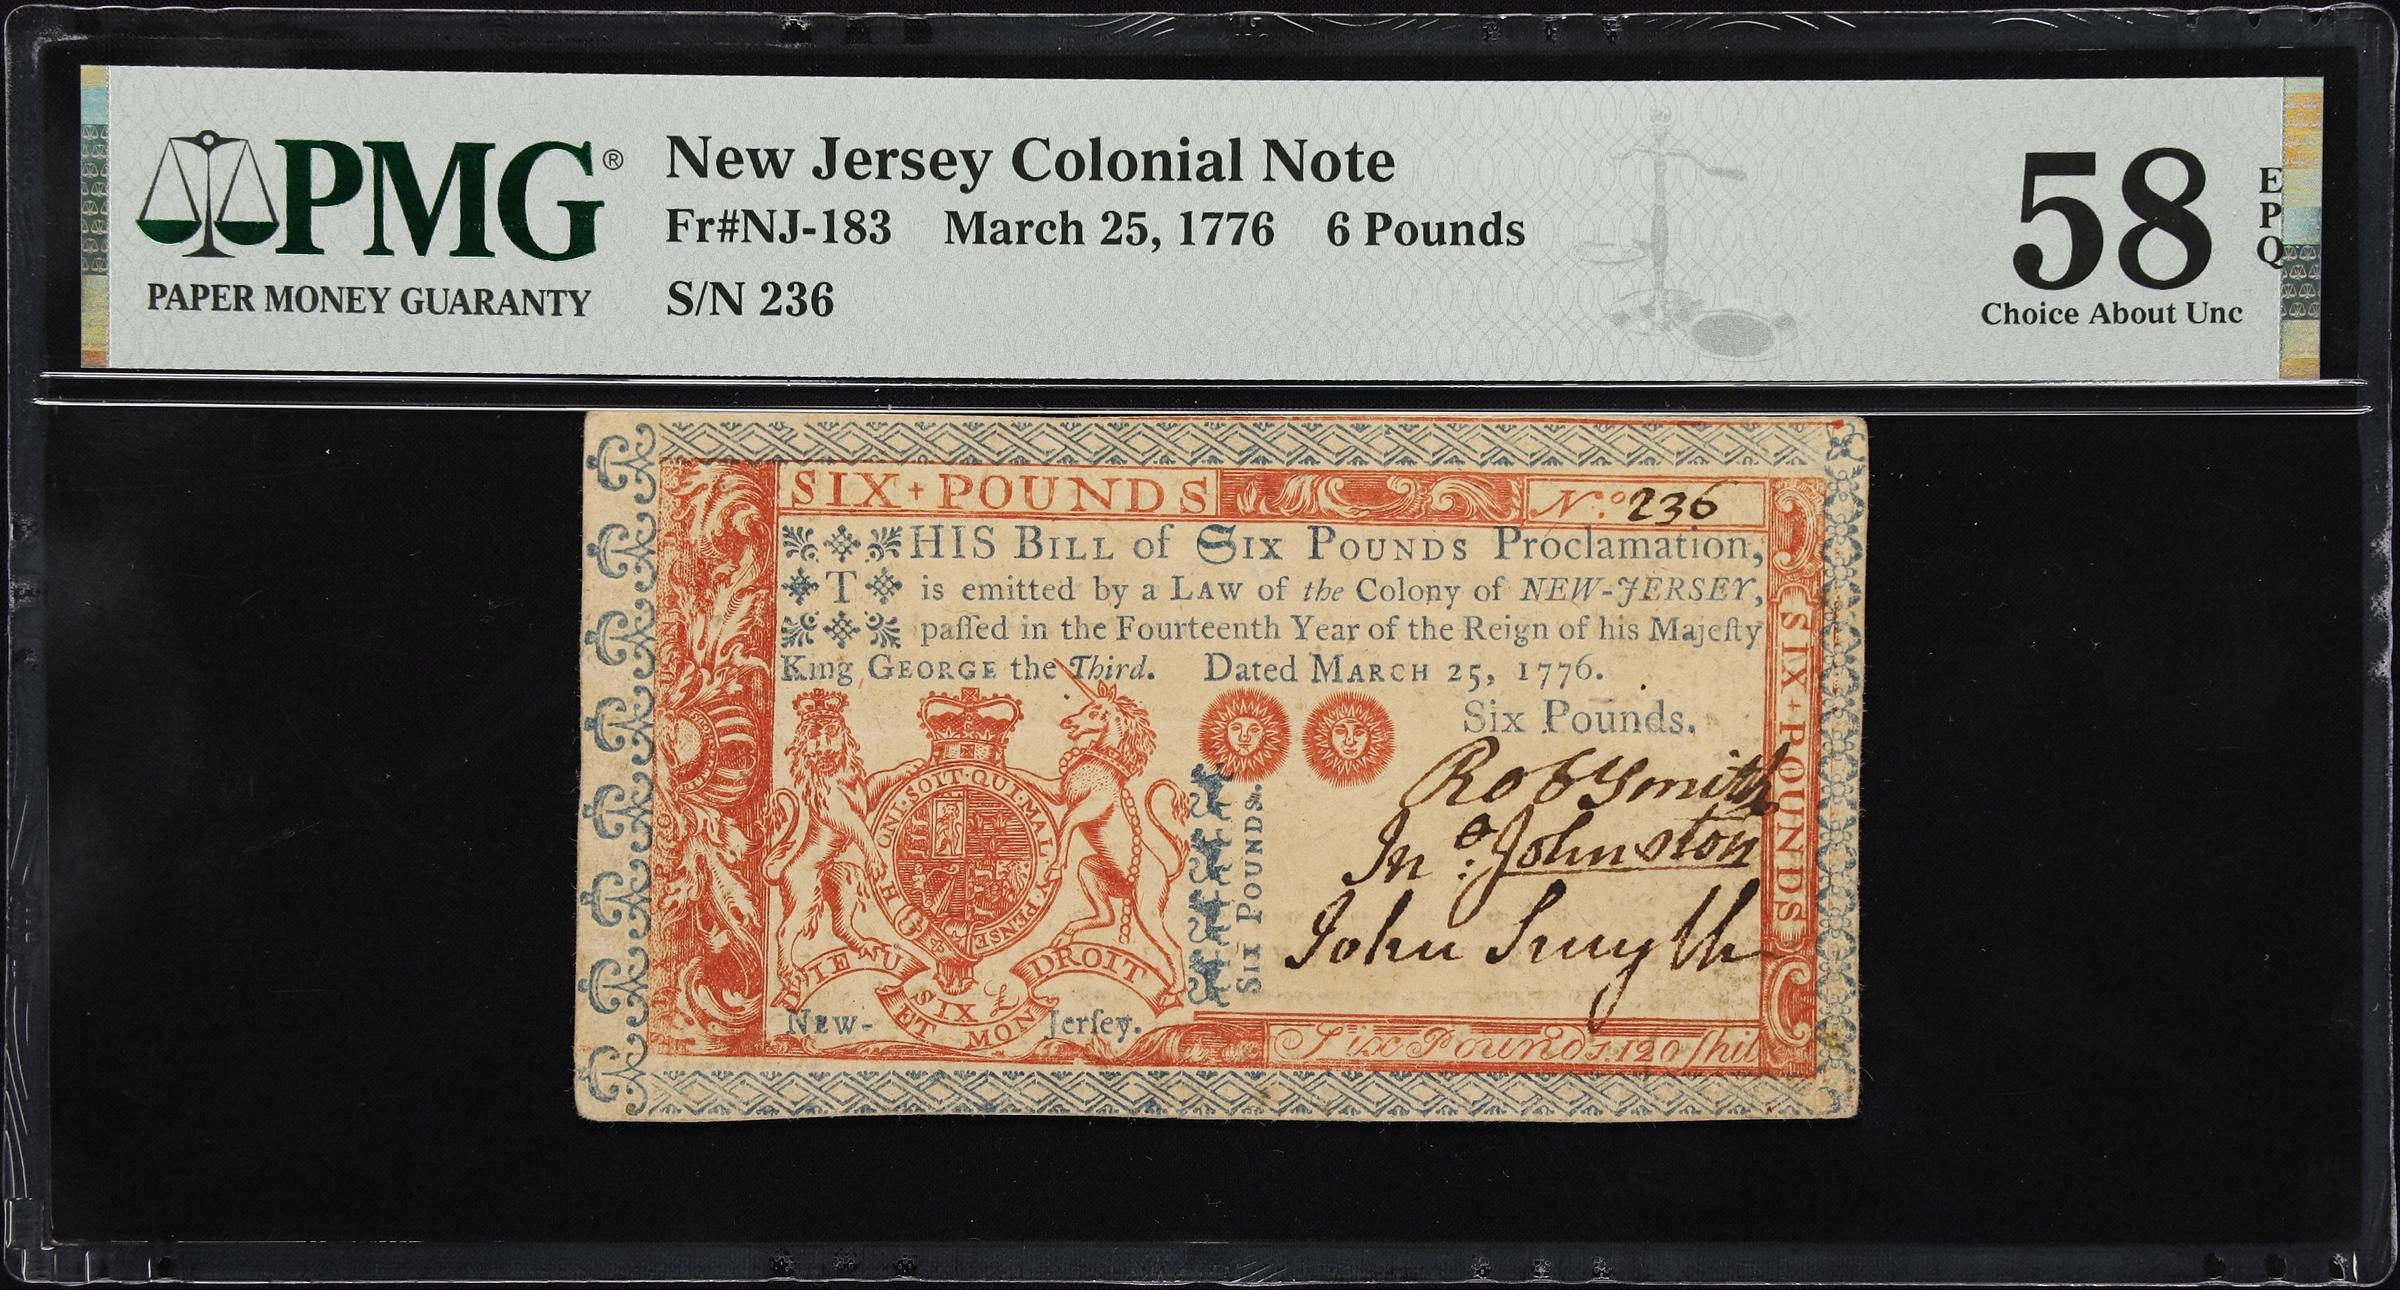 PMG®
PAPER MONEY GUARANTY
New Jersey Colonial Note
Fr#NJ-183 March 25, 1776 6 Pounds
S/N 236
58
EPQ
Choice About Unc
SIX + POUNDS
N.o 236
HIS BILL of SIX POUNDS Proclamation,
T is emitted by a LAW of the Colony of NEW-JERSEY,
paſſed in the Fourteenth Year of the Reign of his Majeſty
King GEORGE the Third. Dated MARCH 25, 1776.
Six Pounds.
SIX + POUNDS
HONI·SOIT·QUI·MAL·Y·PENSE
DIEU
DROIT
SIX £
ET MON
SIX POUNDS.
Robt Smith
Jno. Johnston
John Smyth
NEW-
Jerſey.
Six Pounds. 120 ſhil